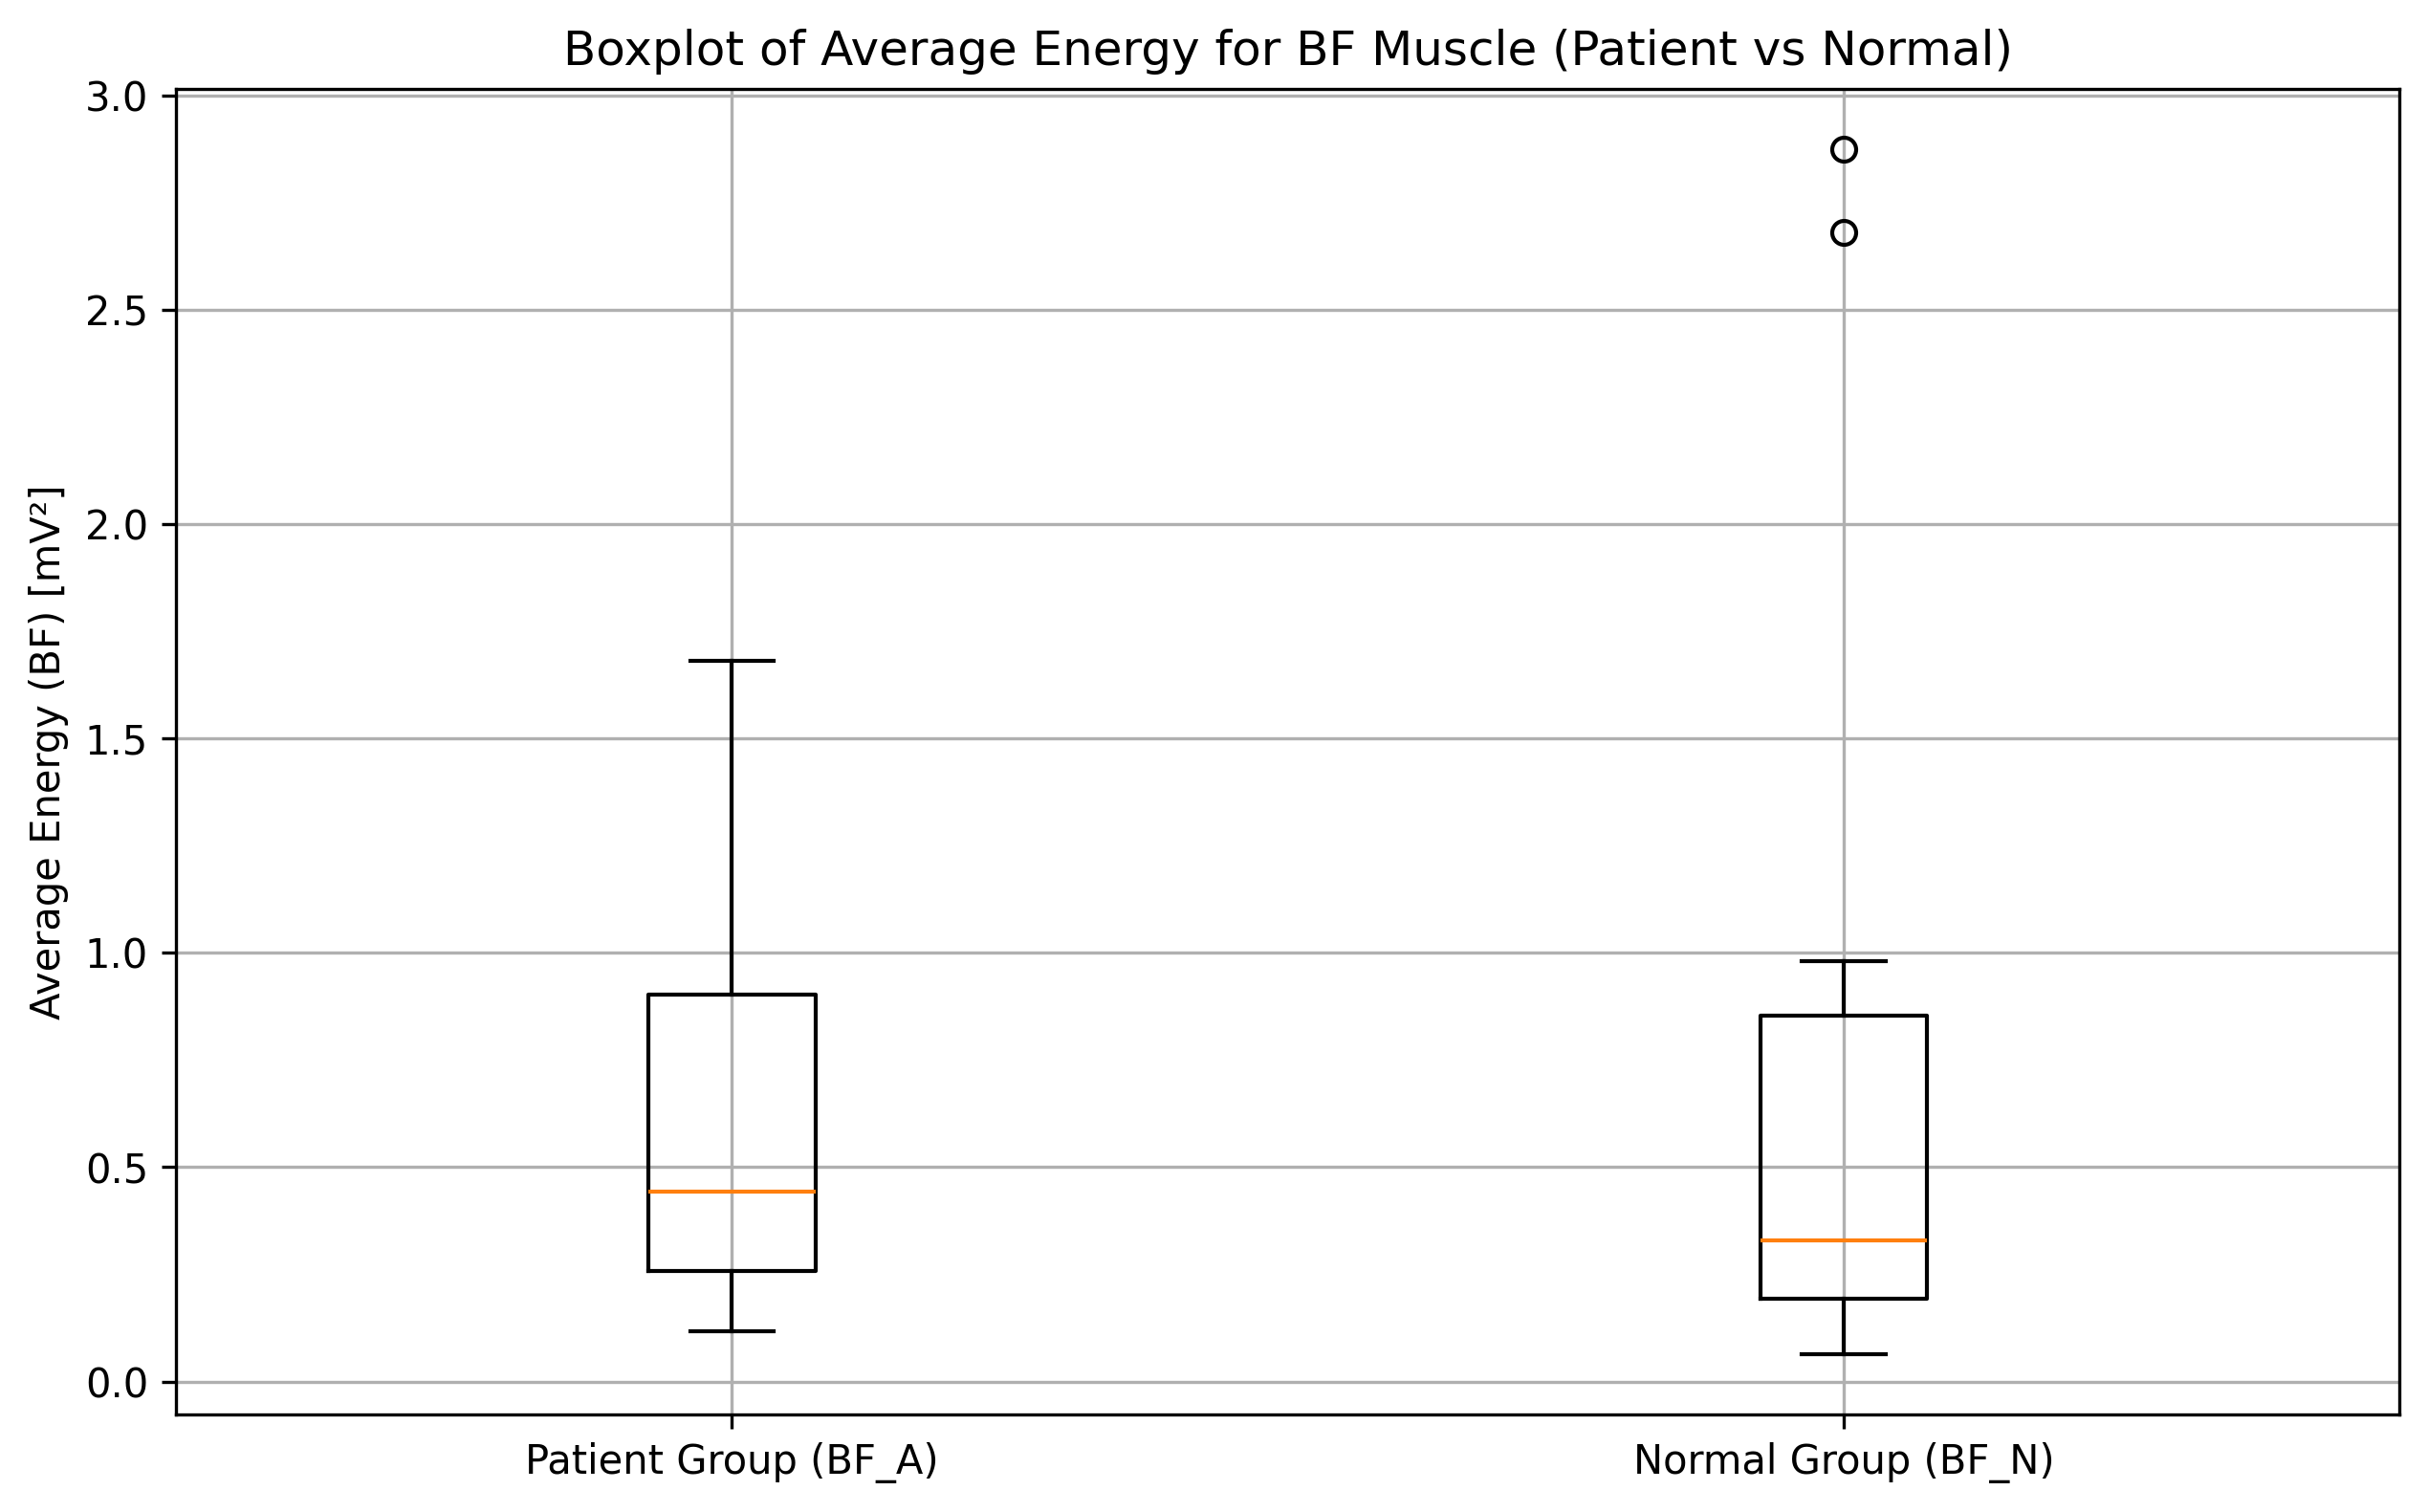 Boxplot of Average Energy for BF Muscle (Patient vs Normal)
Average Energy (BF) [mV²]
3.0
2.5
2.0
1.5
1.0
0.5
0.0
Patient Group (BF_A)
Normal Group (BF_N)